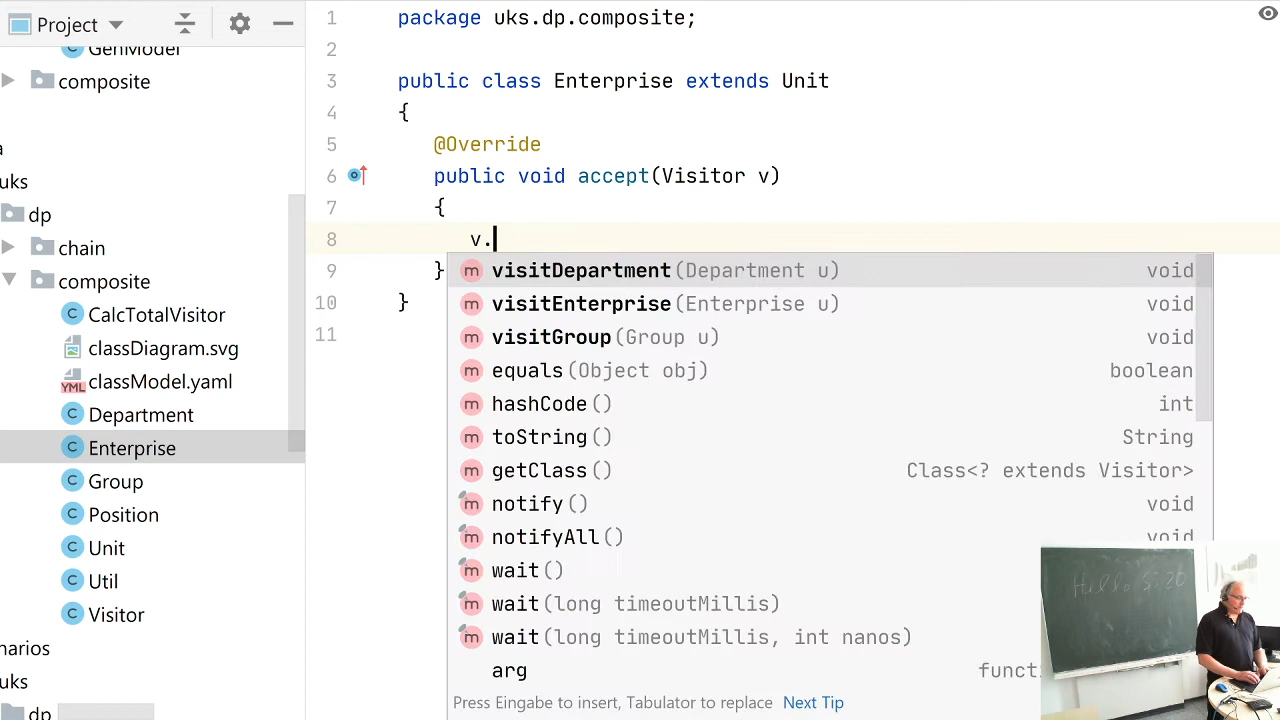 Project
GenModel
composite
a
uks
dp
chain
composite
CalcTotalVisitor
classDiagram.svg
YML classModel.yaml
Department
Enterprise
Group
Position
Unit
Util
Visitor
narios
uks
dp
1 package uks.dp.composite;
2
3 public class Enterprise extends Unit
4 {
5 @Override
6 public void accept(Visitor v)
7 {
8 v.
9 }
10 }
11
visitDepartment(Department u) void
visitEnterprise(Enterprise u) void
visitGroup(Group u) void
equals(Object obj) boolean
hashCode() int
toString() String
getClass() Class<? extends Visitor>
notify() void
notifyAll() void
wait()
wait(long timeoutMillis)
wait(long timeoutMillis, int nanos)
arg
Press Eingabe to insert, Tabulator to replace Next Tip
Hello